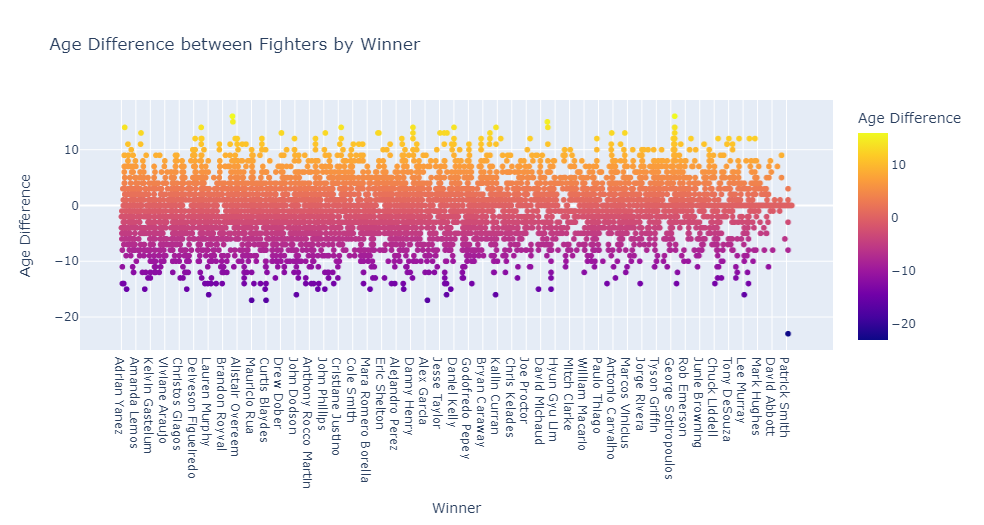 Age Difference between Fighters by Winner
Age Difference
10
0
−10
−20
Age Difference
10
0
−10
−20
Adrian Yanez
Amanda Lemos
Kelvin Gastelum
Viviane Araujo
Christos Giagos
Deiveson Figueiredo
Lauren Murphy
Brandon Royval
Alistair Overeem
Mauricio Rua
Curtis Blaydes
Drew Dober
John Dodson
Anthony Rocco Martin
John Phillips
Cristiane Justino
Cole Smith
Mara Romero Borella
Eric Shelton
Alejandro Perez
Danny Henry
Alex Garcia
Jesse Taylor
Daniel Kelly
Godofredo Pepey
Bryan Caraway
Kailin Curran
Chris Kelades
Joe Proctor
David Michaud
Hyun Gyu Lim
Mitch Clarke
William Macario
Paulo Thiago
Antonio Carvalho
Marcos Vinicius
Jorge Rivera
Tyson Griffin
George Sotiropoulos
Rob Emerson
Junie Browning
Chuck Liddell
Tony DeSouza
Lee Murray
Mark Hughes
David Abbott
Patrick Smith
Winner